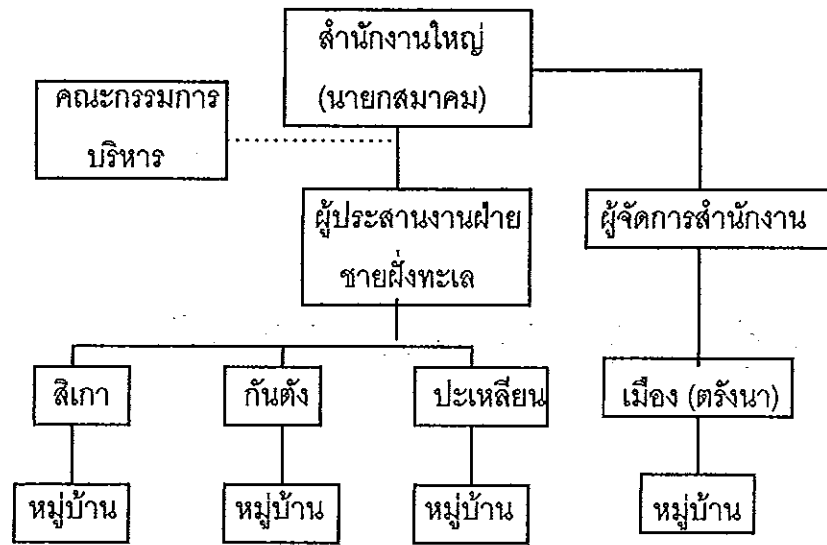 สำนักงานใหญ่
(นายกสมาคม)
คณะกรรมการ
บริหาร
ผู้ประสานงานฝ่าย
ชายฝั่งทะเล
ผู้จัดการสำนักงาน
สิเกา
กันตัง
ปะเหลียน
เมือง (ตรังนา)
หมู่บ้าน
หมู่บ้าน
หมู่บ้าน
หมู่บ้าน